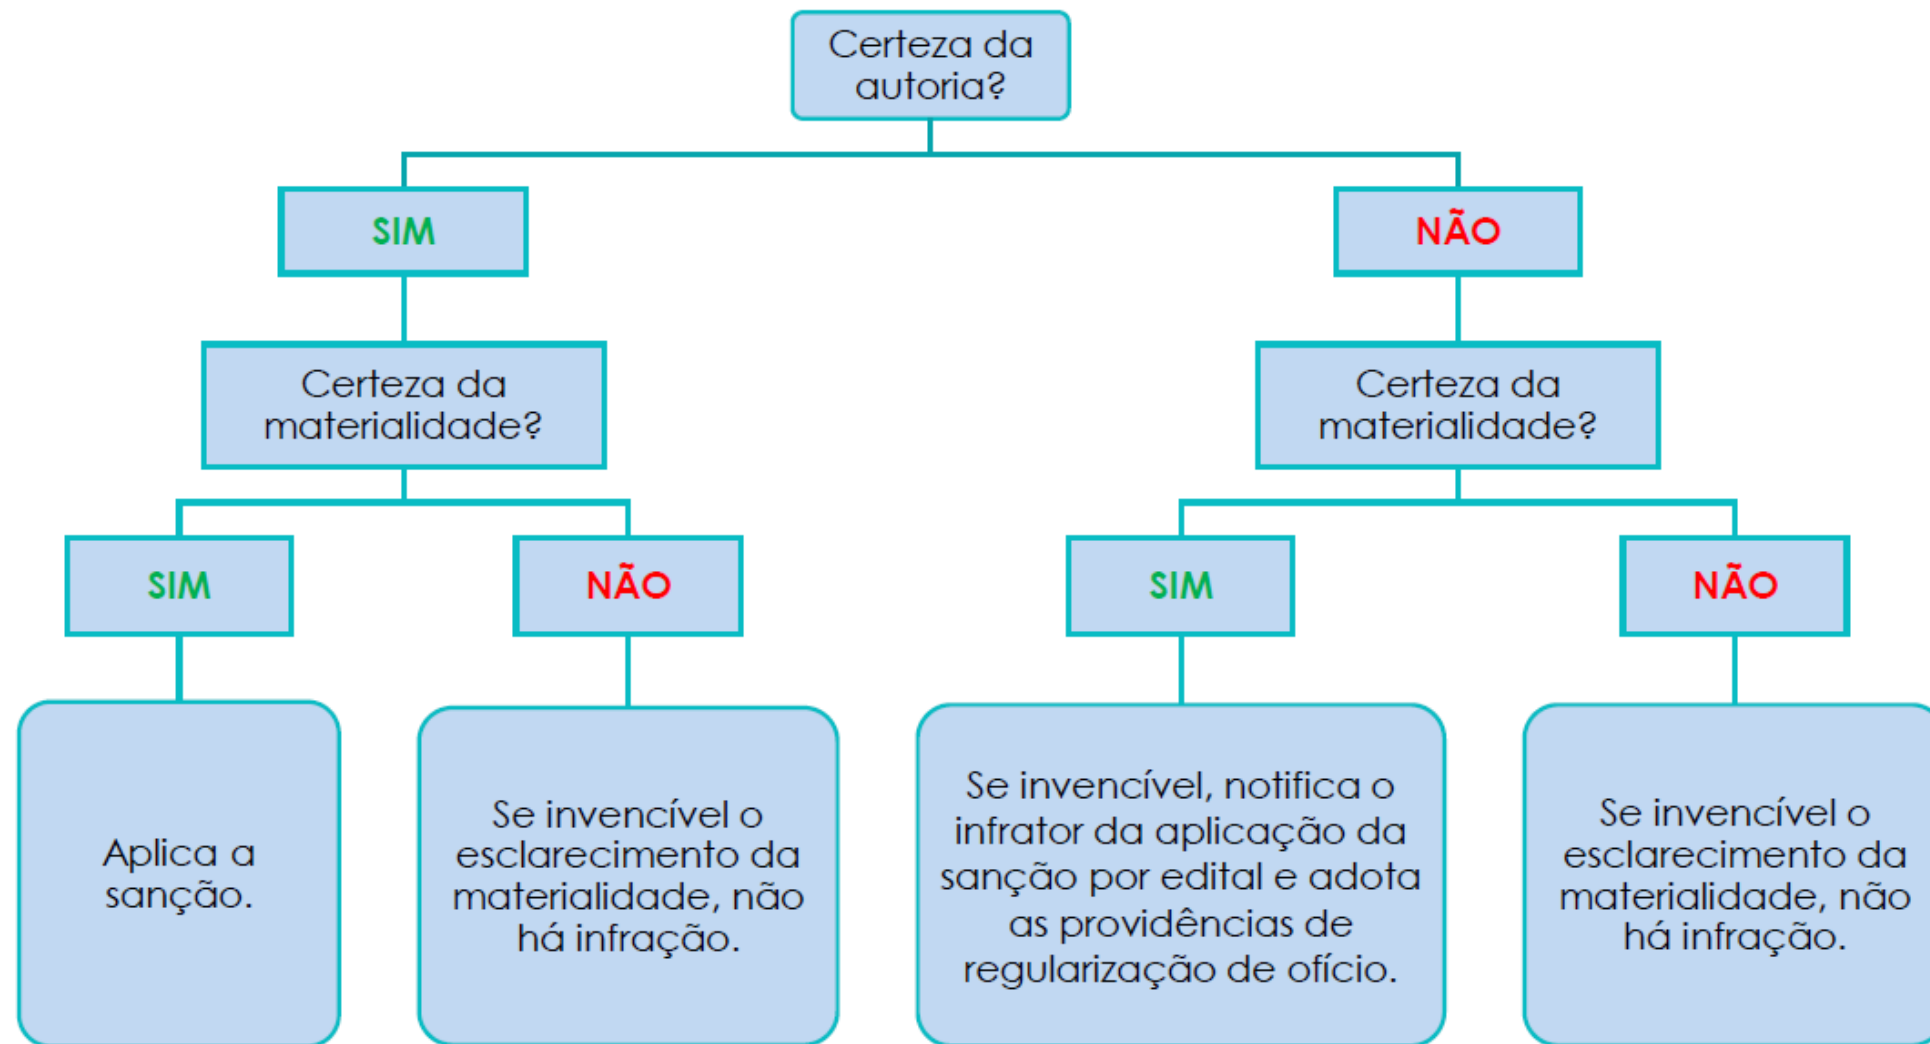 Certeza da
autoria?
SIM
NÃO
Certeza da
materialidade?
Certeza da
materialidade?
SIM
NÃO
SIM
NÃO
Aplica a
sanção.
Se invencível o
esclarecimento da
materialidade, não
há infração.
Se invencível, notifica o
infrator da aplicação da
sanção por edital e adota
as providências de
regularização de ofício.
Se invencível o
esclarecimento da
materialidade, não
há infração.